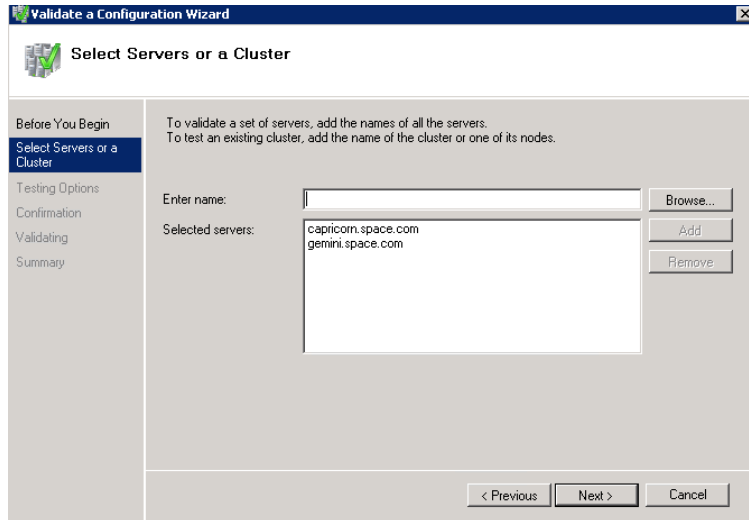 Validate a Configuration Wizard
Select Servers or a Cluster
Before You Begin
Select Servers or a
Cluster
Testing Options
Confirmation
Validating
Summary
To validate a set of servers, add the names of all the servers.
To test an existing cluster, add the name of the cluster or one of its nodes.
Enter name:
Browse...
Selected servers:
capricorn.space.com
gemini.space.com
Add
Remove
< Previous
Next >
Cancel